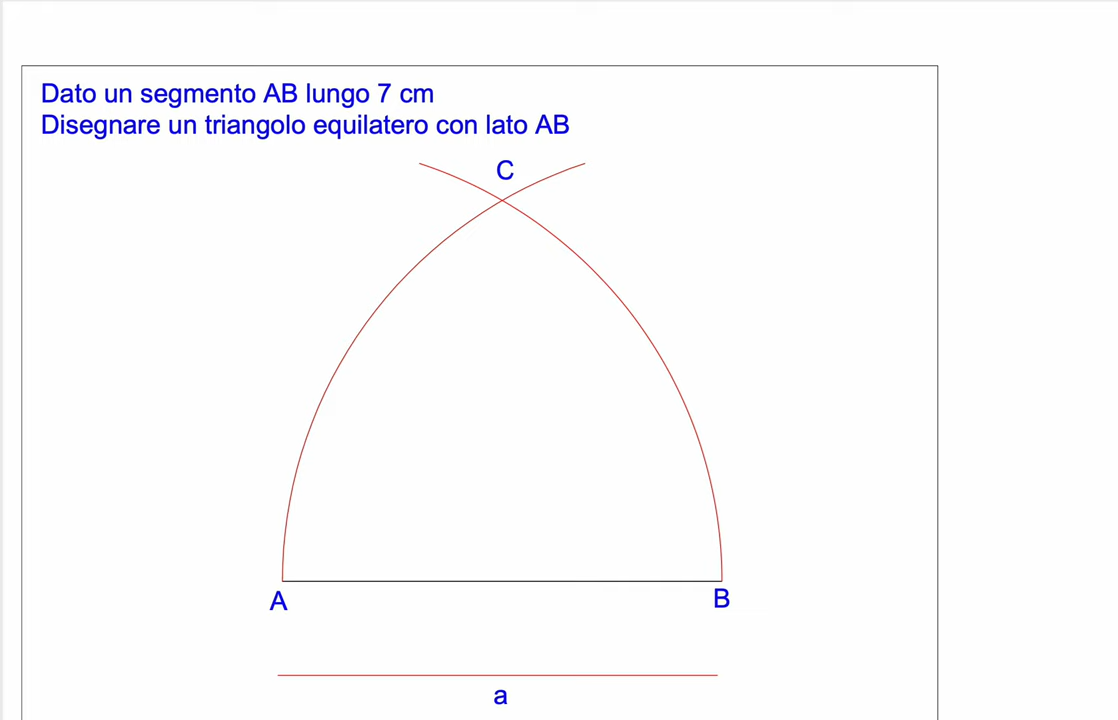 Dato un segmento AB lungo 7 cm
Disegnare un triangolo equilatero con lato AB
C
A
B
a